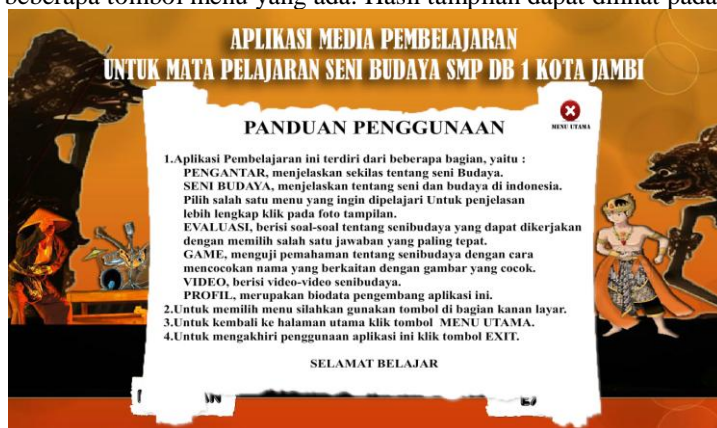 beberapa tombol menu yang ada. Hasil tampilan dapat dilihat pada
APLIKASI MEDIA PEMBELAJARAN
UNTUK MATA PELAJARAN SENI BUDAYA SMP DB 1 KOTA JAMBI
MENU UTAMA
PANDUAN PENGGUNAAN
1.Aplikasi Pembelajaran ini terdiri dari beberapa bagian, yaitu :
PENGANTAR, menjelaskan sekilas tentang seni Budaya.
SENI BUDAYA, menjelaskan tentang seni dan budaya di indonesia.
Pilih salah satu menu yang ingin dipelajari Untuk penjelasan
lebih lengkap klik pada foto tampilan.
EVALUASI, berisi soal-soal tentang senibudaya yang dapat dikerjakan
dengan memilih salah satu jawaban yang paling tepat.
GAME, menguji pemahaman tentang senibudaya dengan cara
mencocokan nama yang berkaitan dengan gambar yang cocok.
VIDEO, berisi video-video senibudaya.
PROFIL, merupakan biodata pengembang aplikasi ini.
2.Untuk memilih menu silahkan gunakan tombol di bagian kanan layar.
3.Untuk kembali ke halaman utama klik tombol MENU UTAMA.
4.Untuk mengakhiri penggunaan aplikasi ini klik tombol EXIT.
SELAMAT BELAJAR